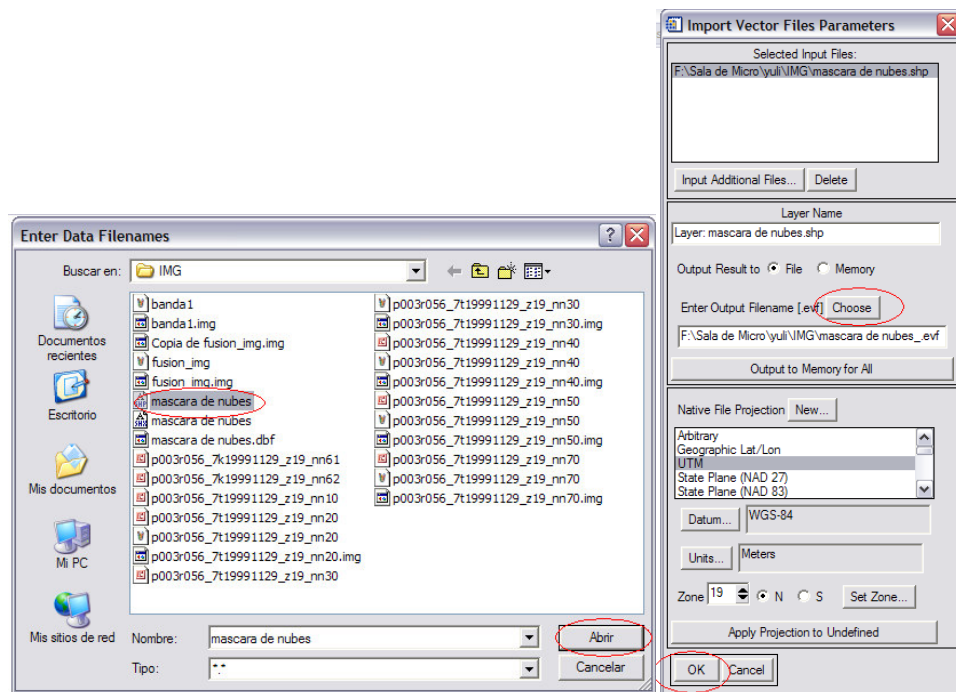 Enter Data Filenames
Buscar en: IMG
Documentos recientes
Escritorio
Mis documentos
Mi PC
Mis sitios de red
banda1
banda1.img
Copia de fusion_img.img
fusion_img
fusion_img.img
mascara de nubes
mascara de nubes
mascara de nubes.dbf
p003r056_7k19991129_z19_nn61
p003r056_7k19991129_z19_nn62
p003r056_7t19991129_z19_nn10
p003r056_7t19991129_z19_nn20
p003r056_7t19991129_z19_nn20
p003r056_7t19991129_z19_nn20.img
p003r056_7t19991129_z19_nn30
p003r056_7t19991129_z19_nn30
p003r056_7t19991129_z19_nn30.img
p003r056_7t19991129_z19_nn40
p003r056_7t19991129_z19_nn40
p003r056_7t19991129_z19_nn40.img
p003r056_7t19991129_z19_nn50
p003r056_7t19991129_z19_nn50
p003r056_7t19991129_z19_nn50.img
p003r056_7t19991129_z19_nn70
p003r056_7t19991129_z19_nn70
p003r056_7t19991129_z19_nn70.img
Nombre: mascara de nubes Abrir
Tipo: *.* Cancelar
Import Vector Files Parameters
Selected Input Files:
F:\Sala de Micro\yuli\IMG\mascara de nubes.shp
Input Additional Files... Delete
Layer Name
Layer: mascara de nubes.shp
Output Result to File Memory
Enter Output Filename [.evf] Choose
F:\Sala de Micro\yuli\IMG\mascara de nubes_.evf
Output to Memory for All
Native File Projection New...
Arbitrary
Geographic Lat/Lon
UTM
State Plane (NAD 27)
State Plane (NAD 83)
Datum... WGS-84
Units... Meters
Zone 19 N S Set Zone...
Apply Projection to Undefined
OK Cancel